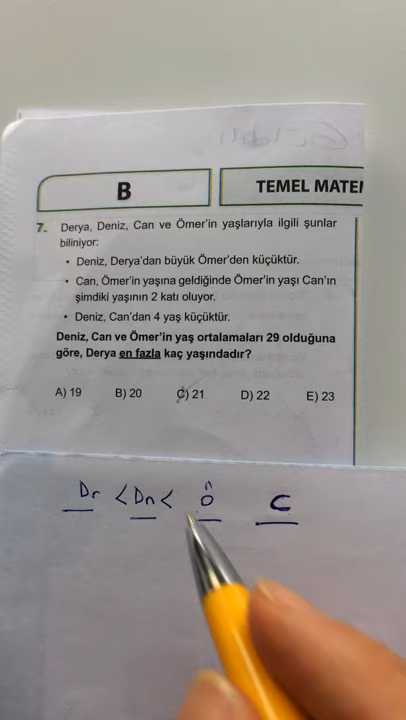 B
TEMEL MATE
7. Derya, Deniz, Can ve Ömer'in yaşlarıyla ilgili şunlar
biliniyor:
• Deniz, Derya'dan büyük Ömer'den küçüktür.
• Can, Ömer'in yaşına geldiğinde Ömer'in yaşı Can'ın
şimdiki yaşının 2 katı oluyor.
• Deniz, Can'dan 4 yaş küçüktür.
Deniz, Can ve Ömer'in yaş ortalamaları 29 olduğuna
göre, Derya en fazla kaç yaşındadır?
A) 19 B) 20 C) 21 D) 22 E) 23
Dr < Dn < Ö C